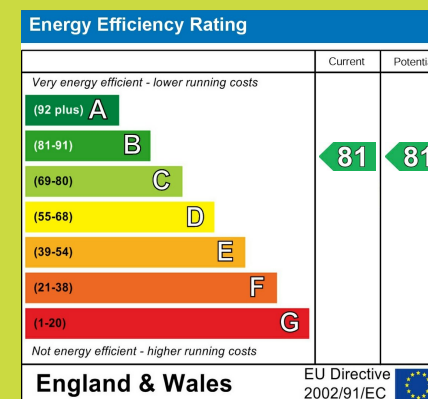 Energy Efficiency Rating
Current Potenti
Very energy efficient - lower running costs
(92 plus) A
(81-91) B
81 81
(69-80) C
(55-68) D
(39-54) E
(21-38) F
(1-20) G
Not energy efficient - higher running costs
England & Wales
EU Directive
2002/91/EC